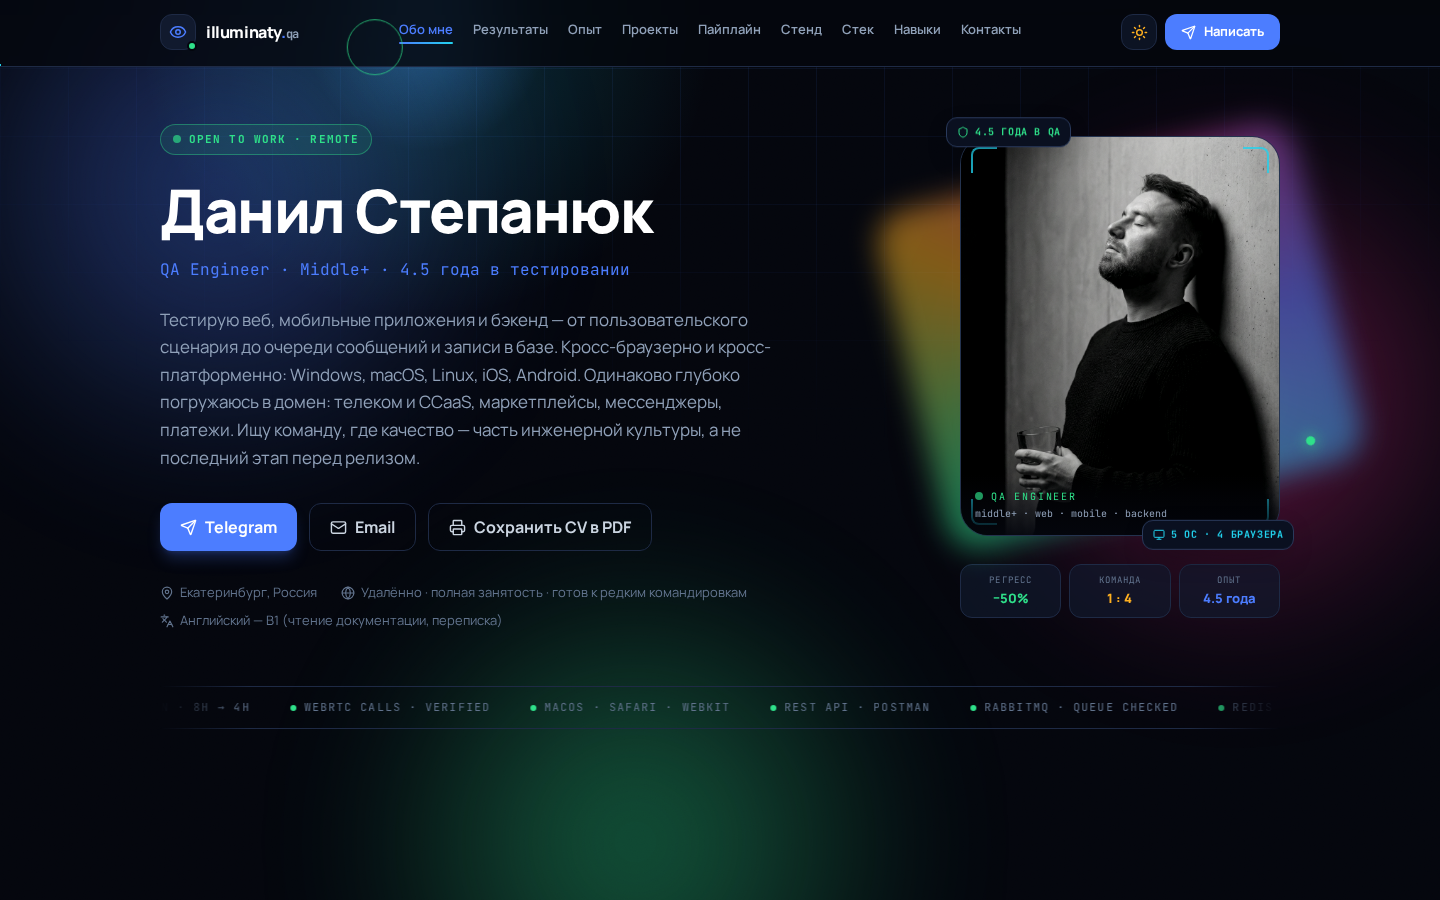 illuminaty.qa
Обо мне Результаты Опыт Проекты Пайплайн Стенд Стек Навыки Контакты
Написать
OPEN TO WORK · REMOTE
Данил Степанюк
QA Engineer · Middle+ · 4.5 года в тестировании
Тестирую веб, мобильные приложения и бэкенд — от пользовательского
сценария до очереди сообщений и записи в базе. Кросс-браузерно и кросс-
платформенно: Windows, macOS, Linux, iOS, Android. Одинаково глубоко
погружаюсь в домен: телеком и CCaaS, маркетплейсы, мессенджеры,
платежи. Ищу команду, где качество — часть инженерной культуры, а не
последний этап перед релизом.
Telegram Email Сохранить CV в PDF
Екатеринбург, Россия Удалённо · полная занятость · готов к редким командировкам
Английский — B1 (чтение документации, переписка)
4.5 ГОДА В QA
QA ENGINEER
middle+ · web · mobile · backend
5 ОС · 4 БРАУЗЕРА
РЕГРЕСС КОМАНДА ОПЫТ
−50% 1 : 4 4.5 года
· 8H → 4H WEBRTC CALLS · VERIFIED MACOS · SAFARI · WEBKIT REST API · POSTMAN RABBITMQ · QUEUE CHECKED REDIS